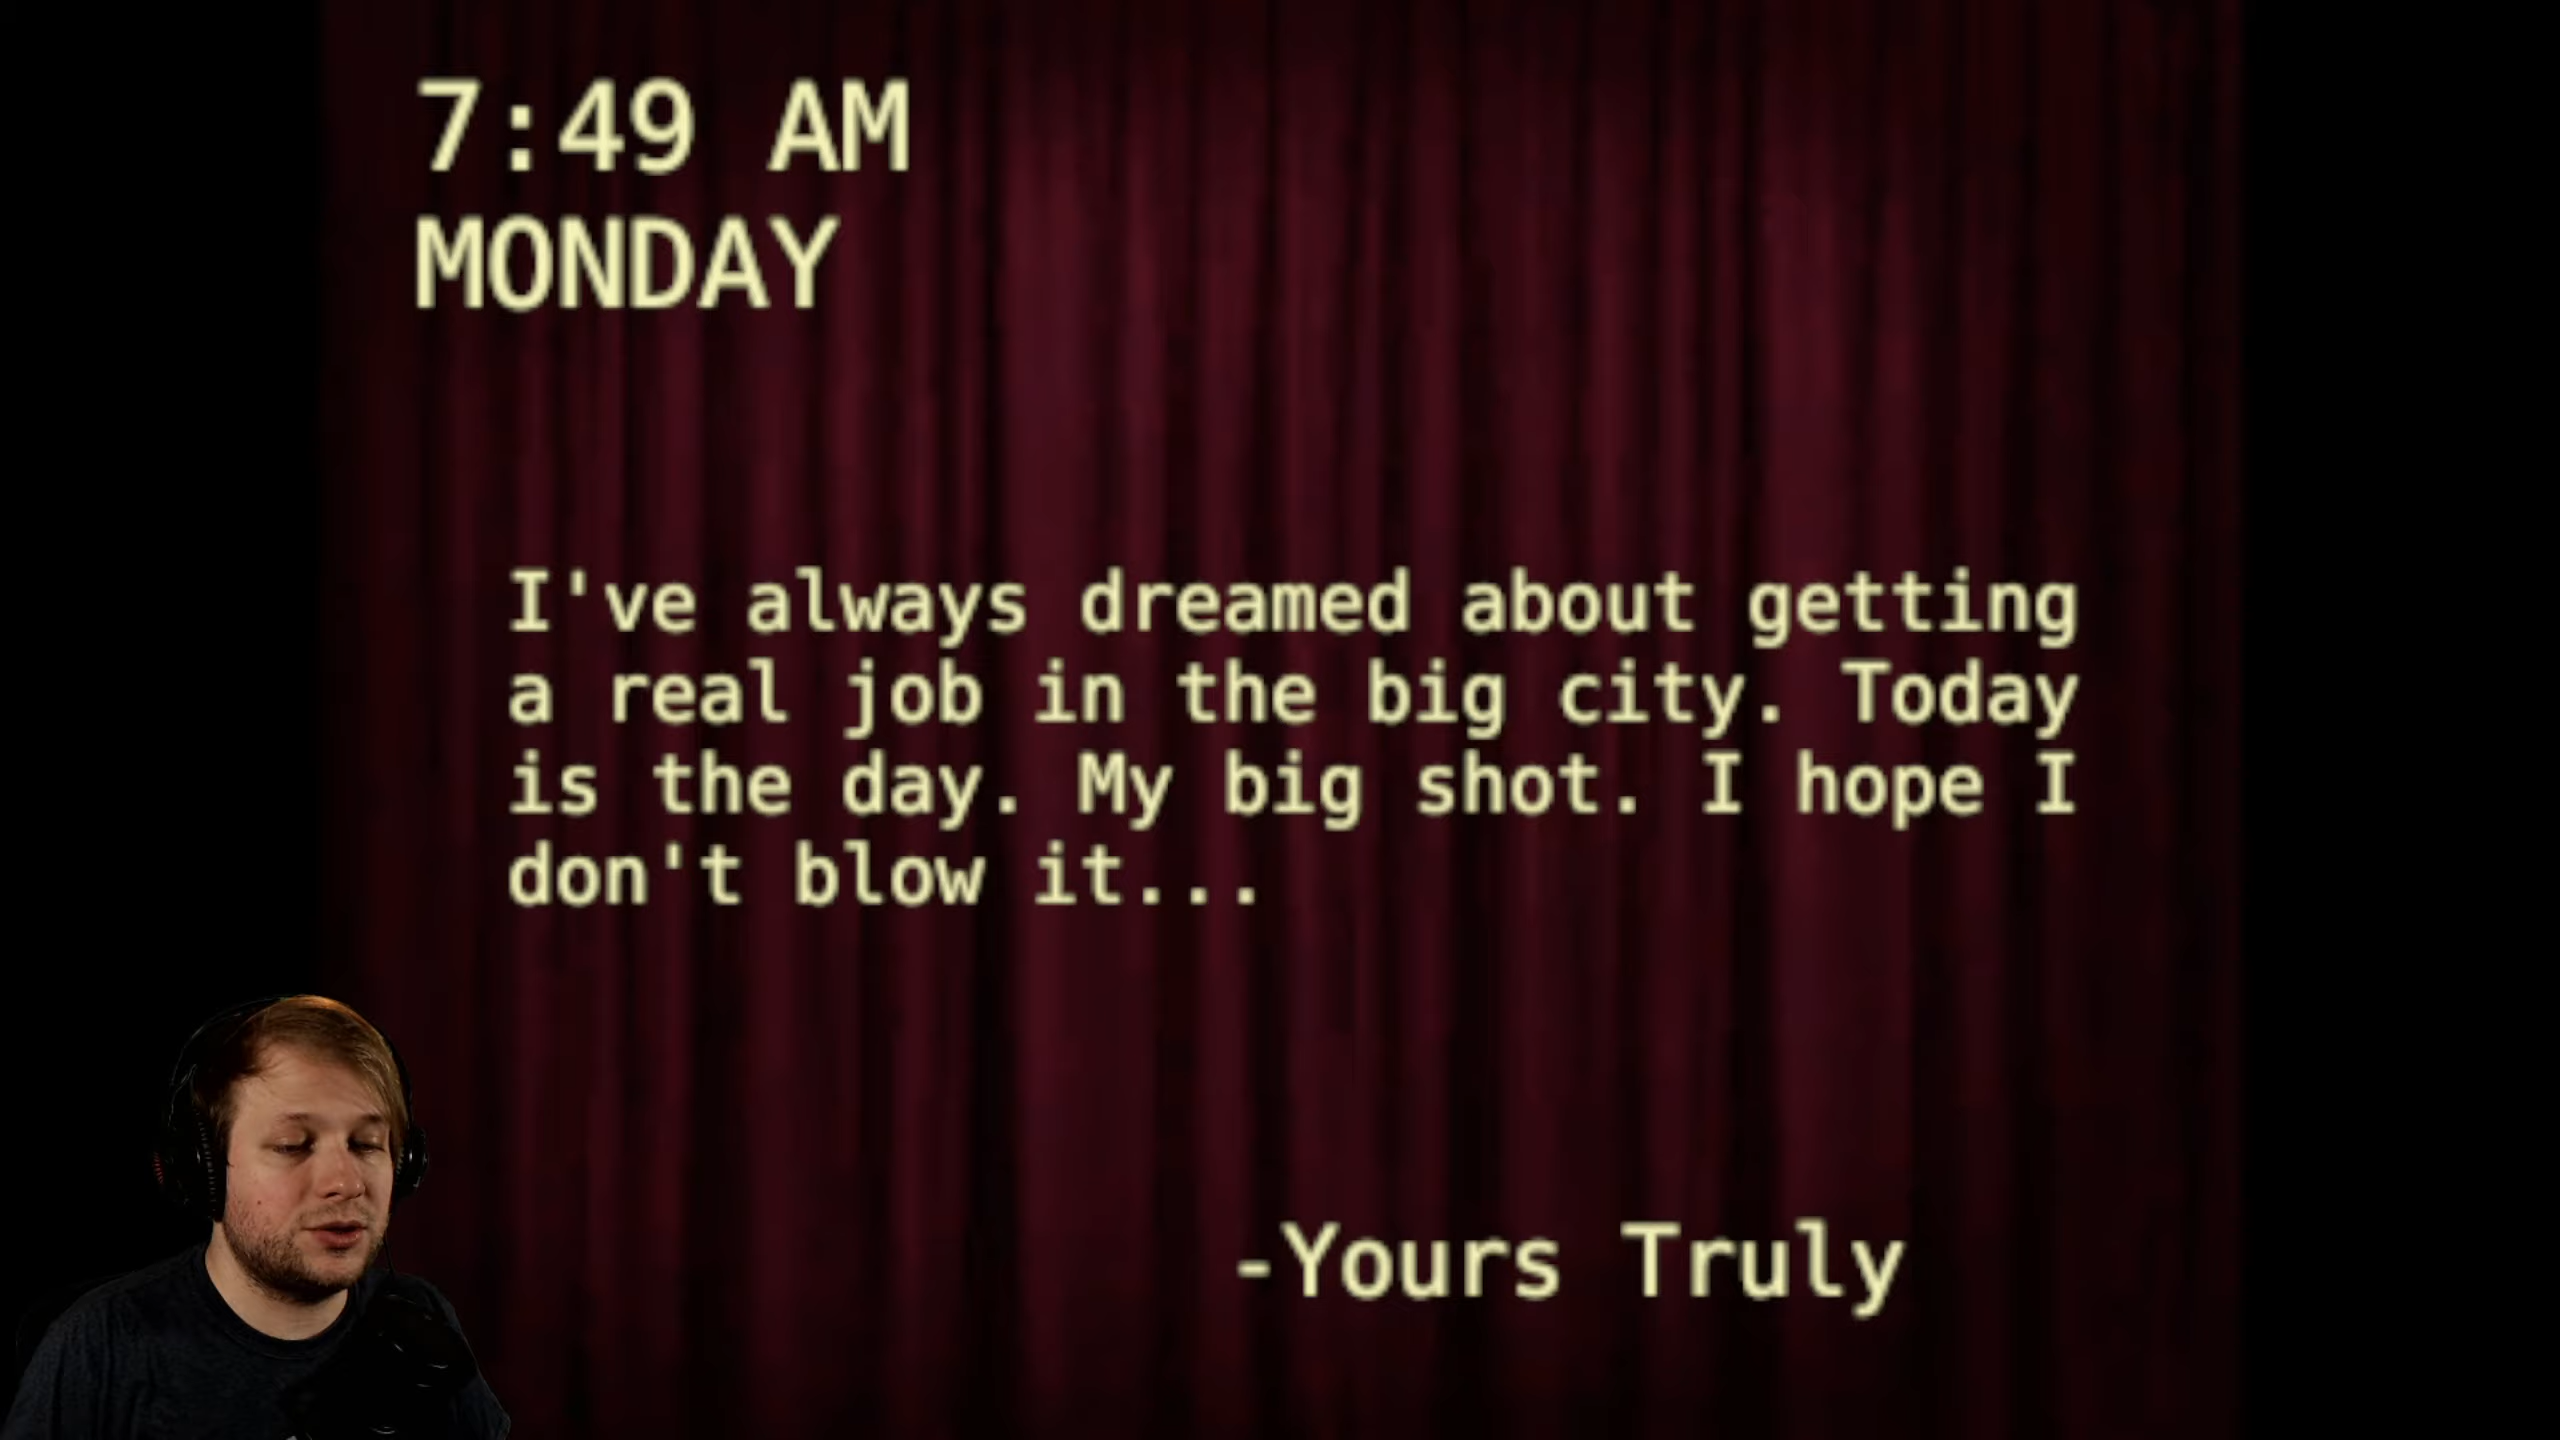 7:49 AM
MONDAY
I've always dreamed about getting
a real job in the big city. Today
is the day. My big shot. I hope I
don't blow it...
-Yours Truly